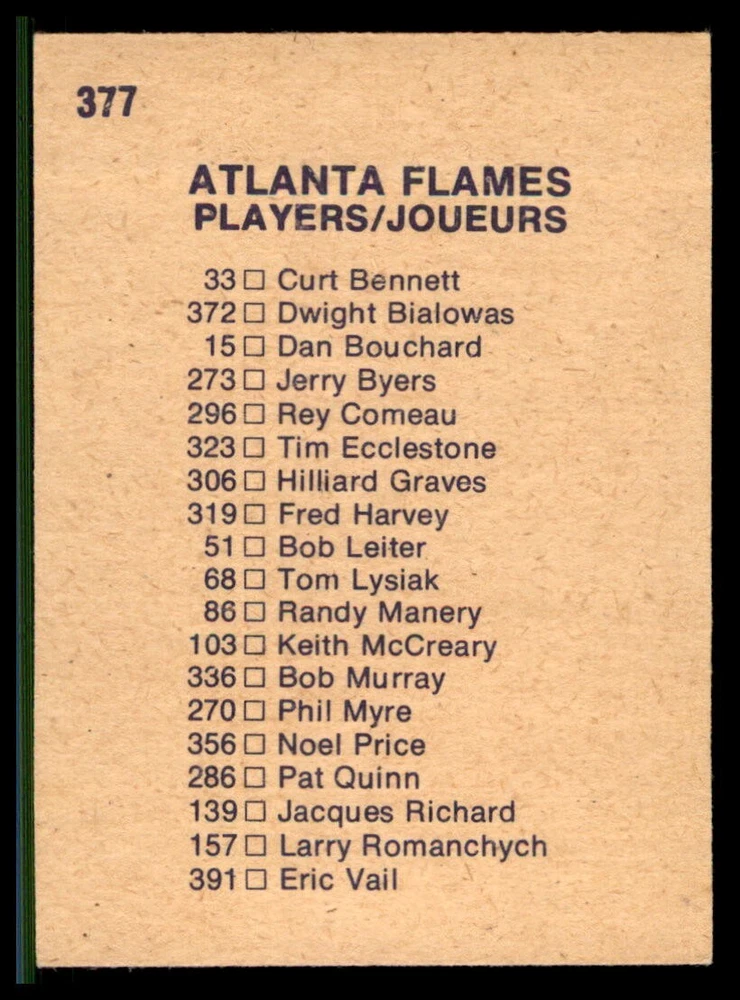 377
ATLANTA FLAMES
PLAYERS/JOUEURS
33 □ Curt Bennett
372 □ Dwight Bialowas
15 □ Dan Bouchard
273 □ Jerry Byers
296 □ Rey Comeau
323 □ Tim Ecclestone
306 □ Hilliard Graves
319 □ Fred Harvey
51 □ Bob Leiter
68 □ Tom Lysiak
86 □ Randy Manery
103 □ Keith McCreary
336 □ Bob Murray
270 □ Phil Myre
356 □ Noel Price
286 □ Pat Quinn
139 □ Jacques Richard
157 □ Larry Romanchych
391 □ Eric Vail